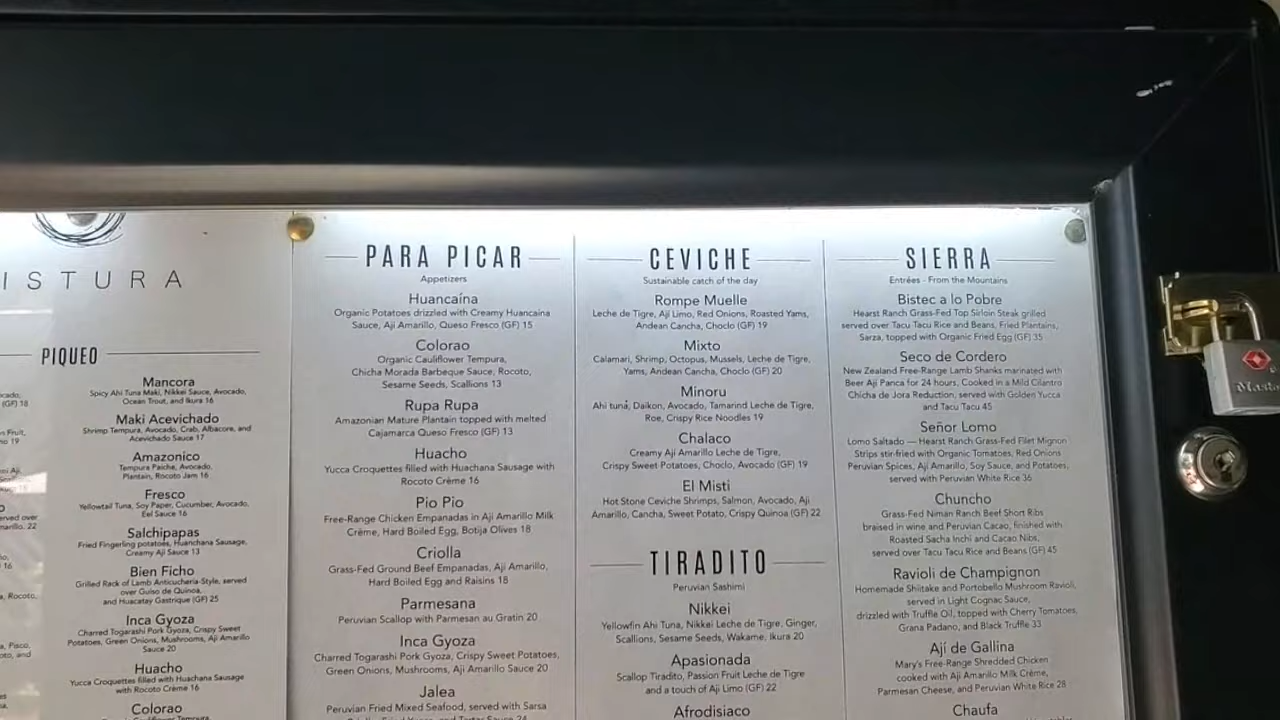 ISTURA
PIQUEO
(GF) 18
Mancora
Spicy Ahi Tuna Maki, Nikkei Sauce, Avocado,
Ocean Trout, and Ikura 16
Maki Acevichado
Shrimp Tempura, Avocado, Crab, Albacore, and
Acevichado Sauce 17
Amazonico
Tempura Paiche, Avocado,
Plantain, Rocoto Jam 16
Fresco
Yellowtail Tuna, Soy Paper, Cucumber, Avocado,
Eel Sauce 16
Salchipapas
Fried Fingerling potatoes, Huanchana Sausage,
Creamy Aji Sauce 13
Bien Ficho
Grilled Rack of Lamb Anticucheria-Style, served
over Guiso de Quinoa,
and Huacatay Gastrique (GF) 25
Inca Gyoza
Charred Togarashi Pork Gyoza, Crispy Sweet
Potatoes, Green Onions, Mushrooms, Aji Amarillo
Sauce 20
Huacho
Yucca Croquettes filled with Huachana Sausage
with Rocoto Crème 16
Colorao
PARA PICAR
Appetizers
Huancaína
Organic Potatoes drizzled with Creamy Huancaina
Sauce, Aji Amarillo, Queso Fresco (GF) 15
Colorao
Organic Cauliflower Tempura,
Chicha Morada Barbeque Sauce, Rocoto,
Sesame Seeds, Scallions 13
Rupa Rupa
Amazonian Mature Plantain topped with melted
Cajamarca Queso Fresco (GF) 13
Huacho
Yucca Croquettes filled with Huachana Sausage with
Rocoto Crème 16
Pio Pio
Free-Range Chicken Empanadas in Aji Amarillo Milk
Crème, Hard Boiled Egg, Botija Olives 18
Criolla
Grass-Fed Ground Beef Empanadas, Aji Amarillo,
Hard Boiled Egg and Raisins 18
Parmesana
Peruvian Scallop with Parmesan au Gratin 20
Inca Gyoza
Charred Togarashi Pork Gyoza, Crispy Sweet Potatoes,
Green Onions, Mushrooms, Aji Amarillo Sauce 20
Jalea
Peruvian Fried Mixed Seafood, served with Sarsa
CEVICHE
Sustainable catch of the day
Rompe Muelle
Leche de Tigre, Aji Limo, Red Onions, Roasted Yams,
Andean Cancha, Choclo (GF) 19
Mixto
Calamari, Shrimp, Octopus, Mussels, Leche de Tigre,
Yams, Andean Cancha, Choclo (GF) 20
Minoru
Ahi tuna, Daikon, Avocado, Tamarind Leche de Tigre,
Roe, Crispy Rice Noodles 19
Chalaco
Creamy Aji Amarillo Leche de Tigre,
Crispy Sweet Potatoes, Choclo, Avocado (GF) 19
El Misti
Hot Stone Ceviche Shrimps, Salmon, Avocado, Aji
Amarillo, Cancha, Sweet Potato, Crispy Quinoa (GF) 22
TIRADITO
Peruvian Sashimi
Nikkei
Yellowfin Ahi Tuna, Nikkei Leche de Tigre, Ginger,
Scallions, Sesame Seeds, Wakame, Ikura 20
Apasionada
Scallop Tiradito, Passion Fruit Leche de Tigre
and a touch of Aji Limo (GF) 22
Afrodisiaco
SIERRA
Entrées - From the Mountains
Bistec a lo Pobre
Hearst Ranch Grass-Fed Top Sirloin Steak grilled
served over Tacu Tacu Rice and Beans, Fried Plantains,
Sarza, topped with Organic Fried Egg (GF) 35
Seco de Cordero
New Zealand Free-Range Lamb Shanks marinated with
Beer Aji Panca for 24 hours, Cooked in a Mild Cilantro
Chicha de Jora Reduction, served with Golden Yucca
and Tacu Tacu 45
Señor Lomo
Lomo Saltado — Hearst Ranch Grass-Fed Filet Mignon
Strips stir-fried with Organic Tomatoes, Red Onions
Peruvian Spices, Aji Amarillo, Soy Sauce, and Potatoes,
served with Peruvian White Rice 36
Chuncho
Grass-Fed Niman Ranch Beef Short Ribs
braised in wine and Peruvian Cacao, finished with
Roasted Sacha Inchi and Cacao Nibs,
served over Tacu Tacu Rice and Beans (GF) 45
Ravioli de Champignon
Homemade Shiitake and Portobello Mushroom Ravioli,
served in Light Cognac Sauce,
drizzled with Truffle Oil, topped with Cherry Tomatoes,
Grana Padano, and Black Truffle 33
Ají de Gallina
Mary's Free-Range Shredded Chicken
cooked with Aji Amarillo Milk Crème,
Parmesan Cheese, and Peruvian White Rice 28
Chaufa
Master